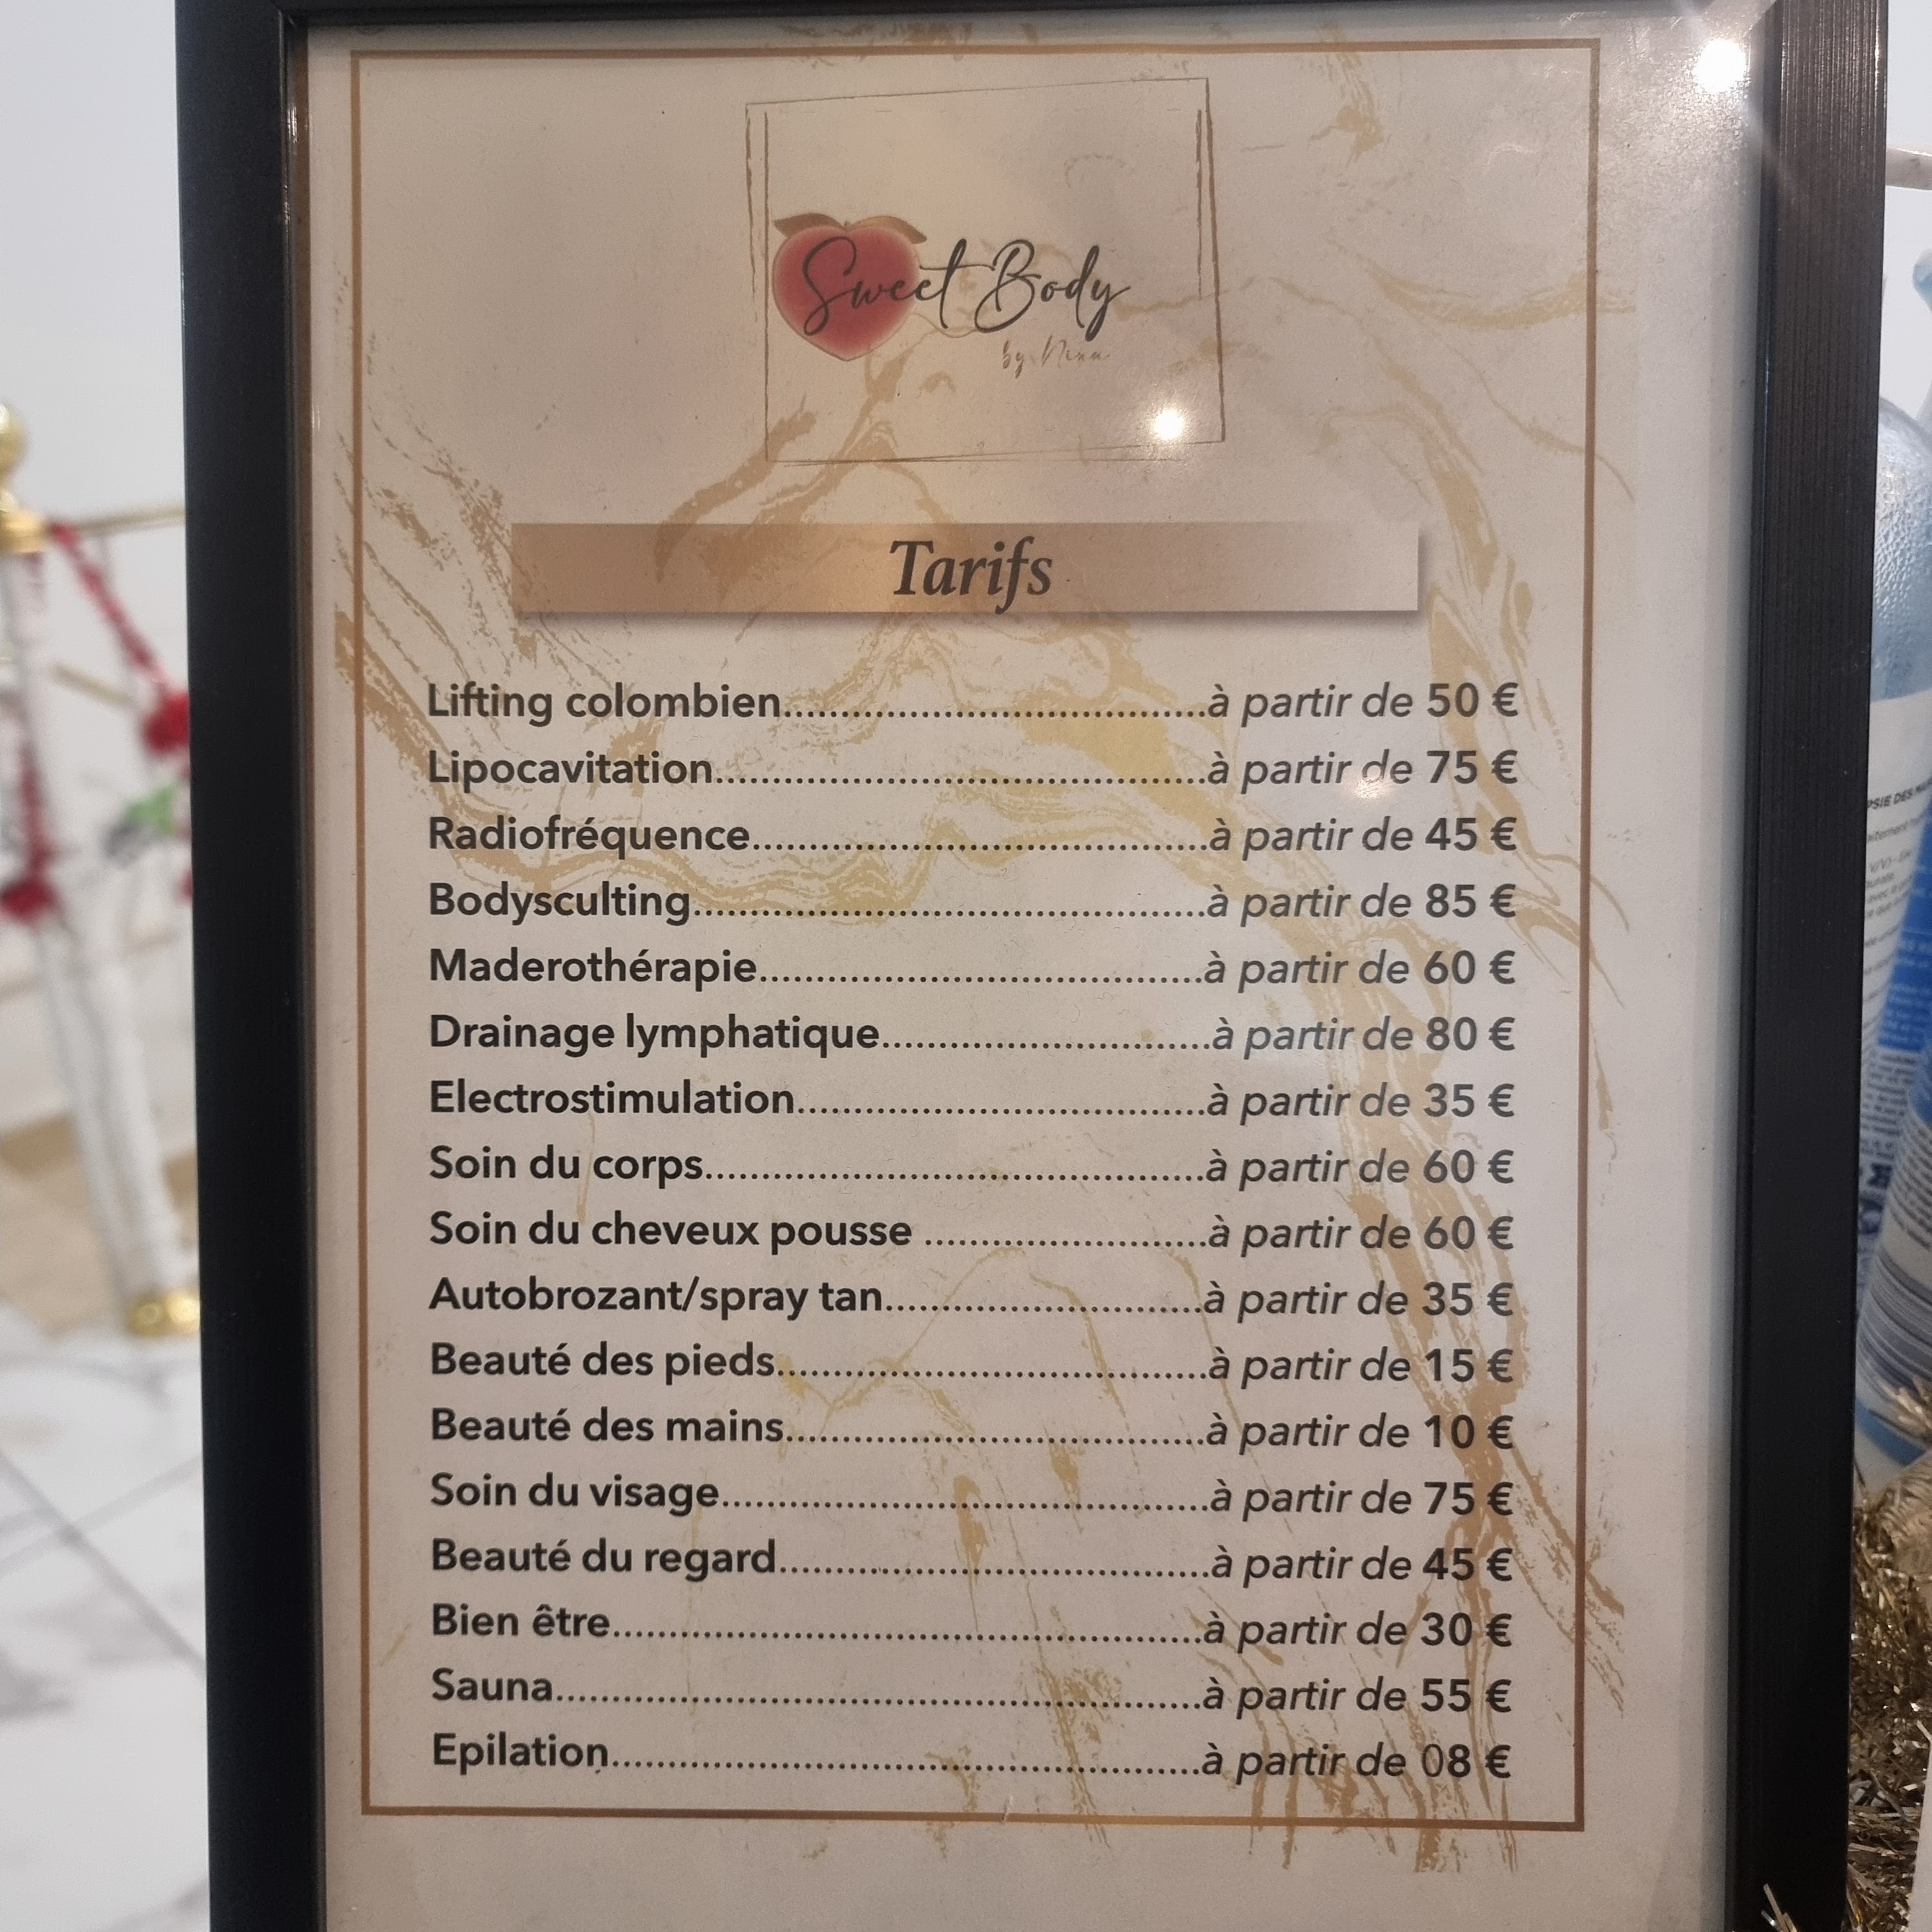 Sweet Body
by Nina
Tarifs
Lifting colombien......................................à partir de 50 €
Lipocavitation............................................à partir de 75 €
Radiofréquence.........................................à partir de 45 €
Bodysculting..............................................à partir de 85 €
Maderothérapie........................................à partir de 60 €
Drainage lymphatique..............................à partir de 80 €
Electrostimulation.....................................à partir de 35 €
Soin du corps.............................................à partir de 60 €
Soin du cheveux pousse .........................à partir de 60 €
Autobrozant/spray tan............................à partir de 35 €
Beauté des pieds......................................à partir de 15 €
Beauté des mains.....................................à partir de 10 €
Soin du visage...........................................à partir de 75 €
Beauté du regard......................................à partir de 45 €
Bien être.....................................................à partir de 30 €
Sauna..........................................................à partir de 55 €
Epilation.....................................................à partir de 08 €